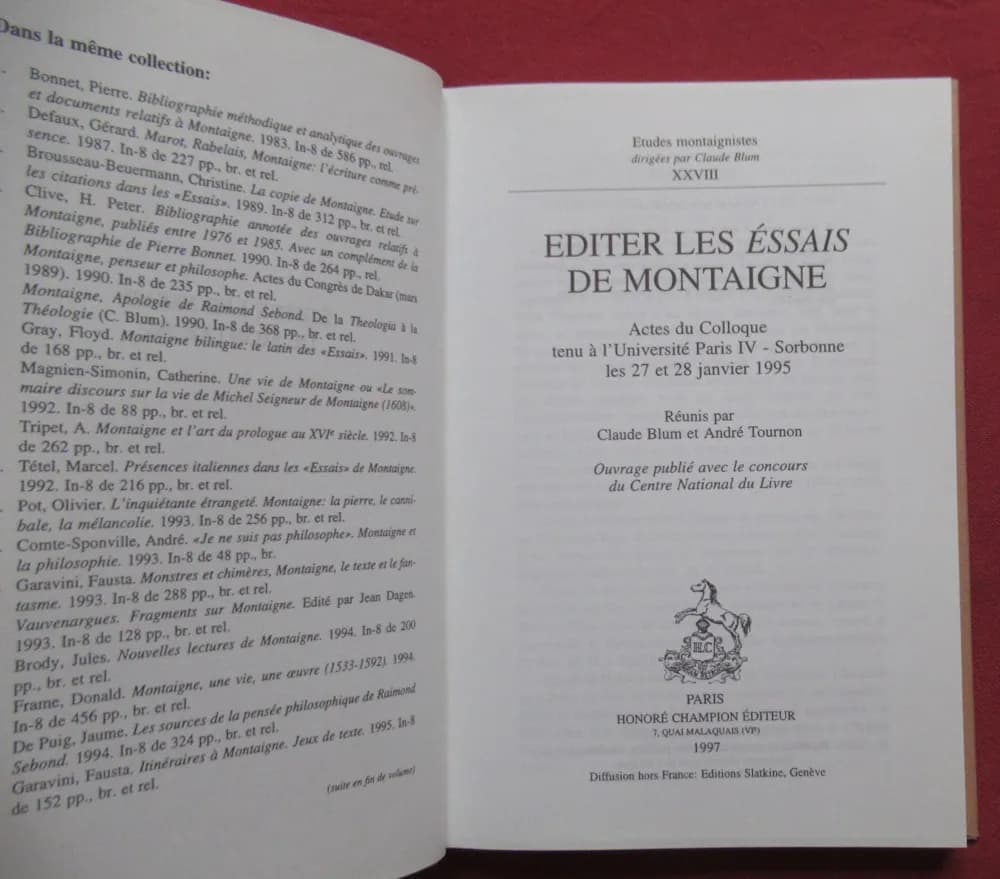 Dans la même collection:
- Bonnet, Pierre. Bibliographie méthodique et analytique des ouvrages
et documents relatifs à Montaigne. 1983. In-8 de 586 pp., rel.
- Defaux, Gérard. Marot, Rabelais, Montaigne: l'écriture comme pré-
sence. 1987. In-8 de 227 pp., br. et rel.
- Brousseau-Beuermann, Christine. La copie de Montaigne. Etude sur
les citations dans les «Essais». 1989. In-8 de 312 pp., br. et rel.
- Clive, H. Peter. Bibliographie annotée des ouvrages relatifs à
Montaigne, publiés entre 1976 et 1985. Avec un complément de la
Bibliographie de Pierre Bonnet. 1990. In-8 de 264 pp., rel.
Montaigne, penseur et philosophe. Actes du Congrès de Dakar (mars
1989). 1990. In-8 de 235 pp., br. et rel.
Montaigne, Apologie de Raimond Sebond. De la Theologia à la
Théologie (C. Blum). 1990. In-8 de 368 pp., br. et rel.
Gray, Floyd. Montaigne bilingue: le latin des «Essais». 1991. In-8
de 168 pp., br. et rel.
Magnien-Simonin, Catherine. Une vie de Montaigne ou «Le som-
maire discours sur la vie de Michel Seigneur de Montaigne (1608)».
1992. In-8 de 88 pp., br. et rel.
Tripet, A. Montaigne et l'art du prologue au XVIe siècle. 1992. In-8
de 262 pp., br. et rel.
Tétel, Marcel. Présences italiennes dans les «Essais» de Montaigne.
1992. In-8 de 216 pp., br. et rel.
Pot, Olivier. L'inquiétante étrangeté. Montaigne: la pierre, le canni-
bale, la mélancolie. 1993. In-8 de 256 pp., br. et rel.
Comte-Sponville, André. «Je ne suis pas philosophe». Montaigne et
la philosophie. 1993. In-8 de 48 pp., br.
Garavini, Fausta. Monstres et chimères, Montaigne, le texte et le fan-
tasme. 1993. In-8 de 288 pp., br. et rel.
Vauvenargues. Fragments sur Montaigne. Edité par Jean Dagen.
1993. In-8 de 128 pp., br. et rel.
Brody, Jules. Nouvelles lectures de Montaigne. 1994. In-8 de 200
pp., br. et rel.
Frame, Donald. Montaigne, une vie, une œuvre (1533-1592). 1994.
In-8 de 456 pp., br. et rel.
De Puig, Jaume. Les sources de la pensée philosophique de Raimond
Sebond. 1994. In-8 de 324 pp., br. et rel.
Garavini, Fausta. Itinéraires à Montaigne. Jeux de texte. 1995. In-8
de 152 pp., br. et rel.
(suite en fin de volume)
Etudes montaignistes
dirigées par Claude Blum
XXVIII
EDITER LES ÉSSAIS
DE MONTAIGNE
Actes du Colloque
tenu à l'Université Paris IV - Sorbonne
les 27 et 28 janvier 1995
Réunis par
Claude Blum et André Tournon
Ouvrage publié avec le concours
du Centre National du Livre
H.C
PARIS
HONORÉ CHAMPION ÉDITEUR
7, QUAI MALAQUAIS (VIe)
1997
Diffusion hors France: Editions Slatkine, Genève